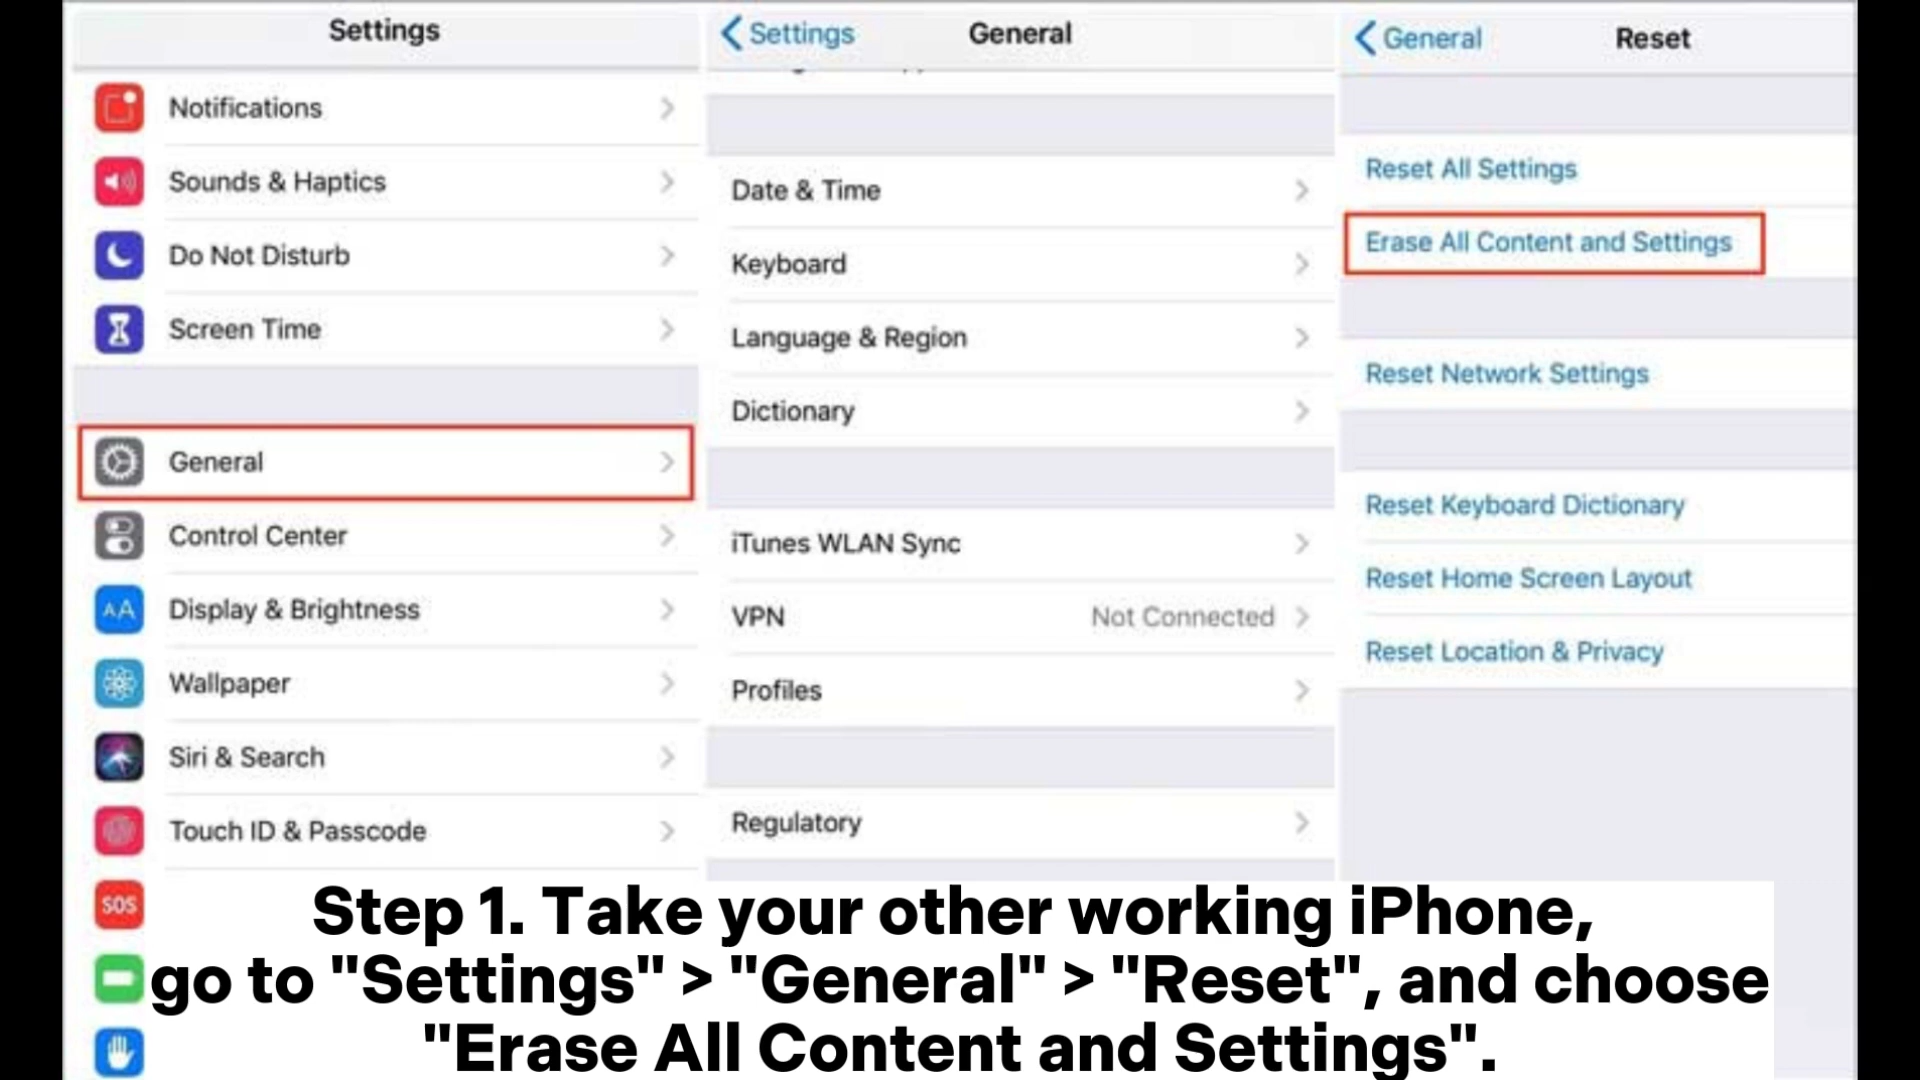 Settings
Notifications
Sounds & Haptics
Do Not Disturb
Screen Time
General
Control Center
AA
Display & Brightness
Wallpaper
Siri & Search
Touch ID & Passcode
SOS
Settings
General
Date & Time
Keyboard
Language & Region
Dictionary
iTunes WLAN Sync
VPN Not Connected
Profiles
Regulatory
General
Reset
Reset All Settings
Erase All Content and Settings
Reset Network Settings
Reset Keyboard Dictionary
Reset Home Screen Layout
Reset Location & Privacy
Step 1. Take your other working iPhone,
go to "Settings" > "General" > "Reset", and choose
"Erase All Content and Settings".